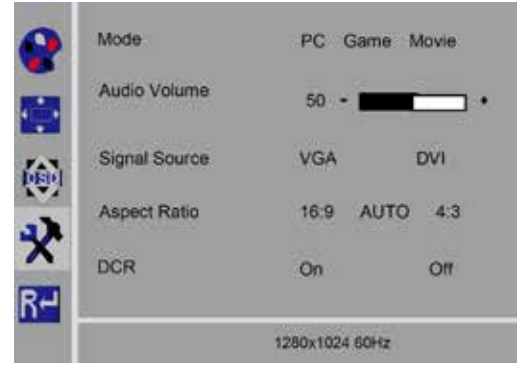 Mode PC Game Movie
Audio Volume 50 - +
OSD
Signal Source VGA DVI
Aspect Ratio 16:9 AUTO 4:3
DCR On Off
R
1280x1024 60Hz